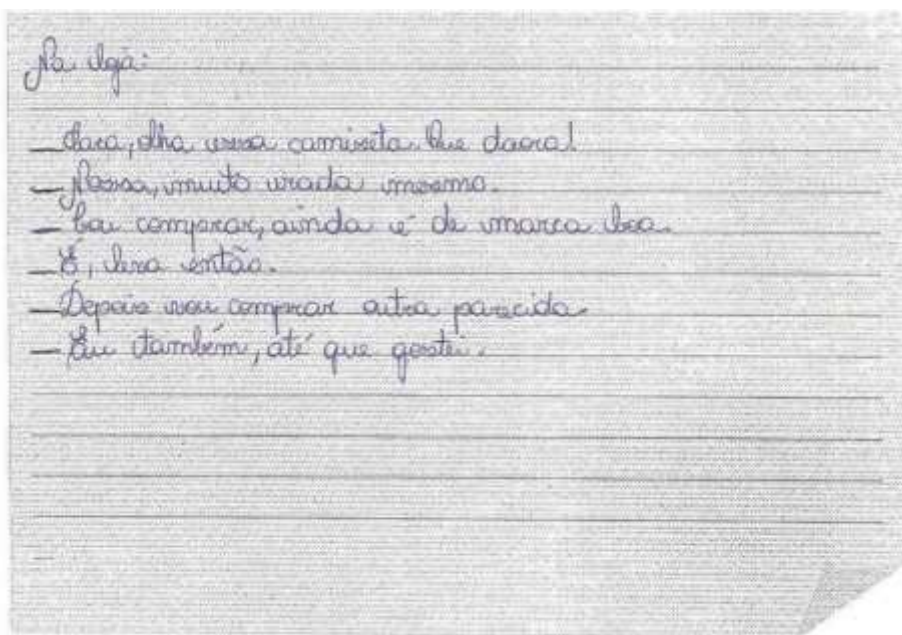 Na loja:
— Cara, olha essa camiseta. Que daora!
— Nossa, muito irada mesmo.
— Vou comprar, ainda é de marca boa.
— É, leva então.
— Depois vou comprar outra parecida.
— Eu também, até que gostei.